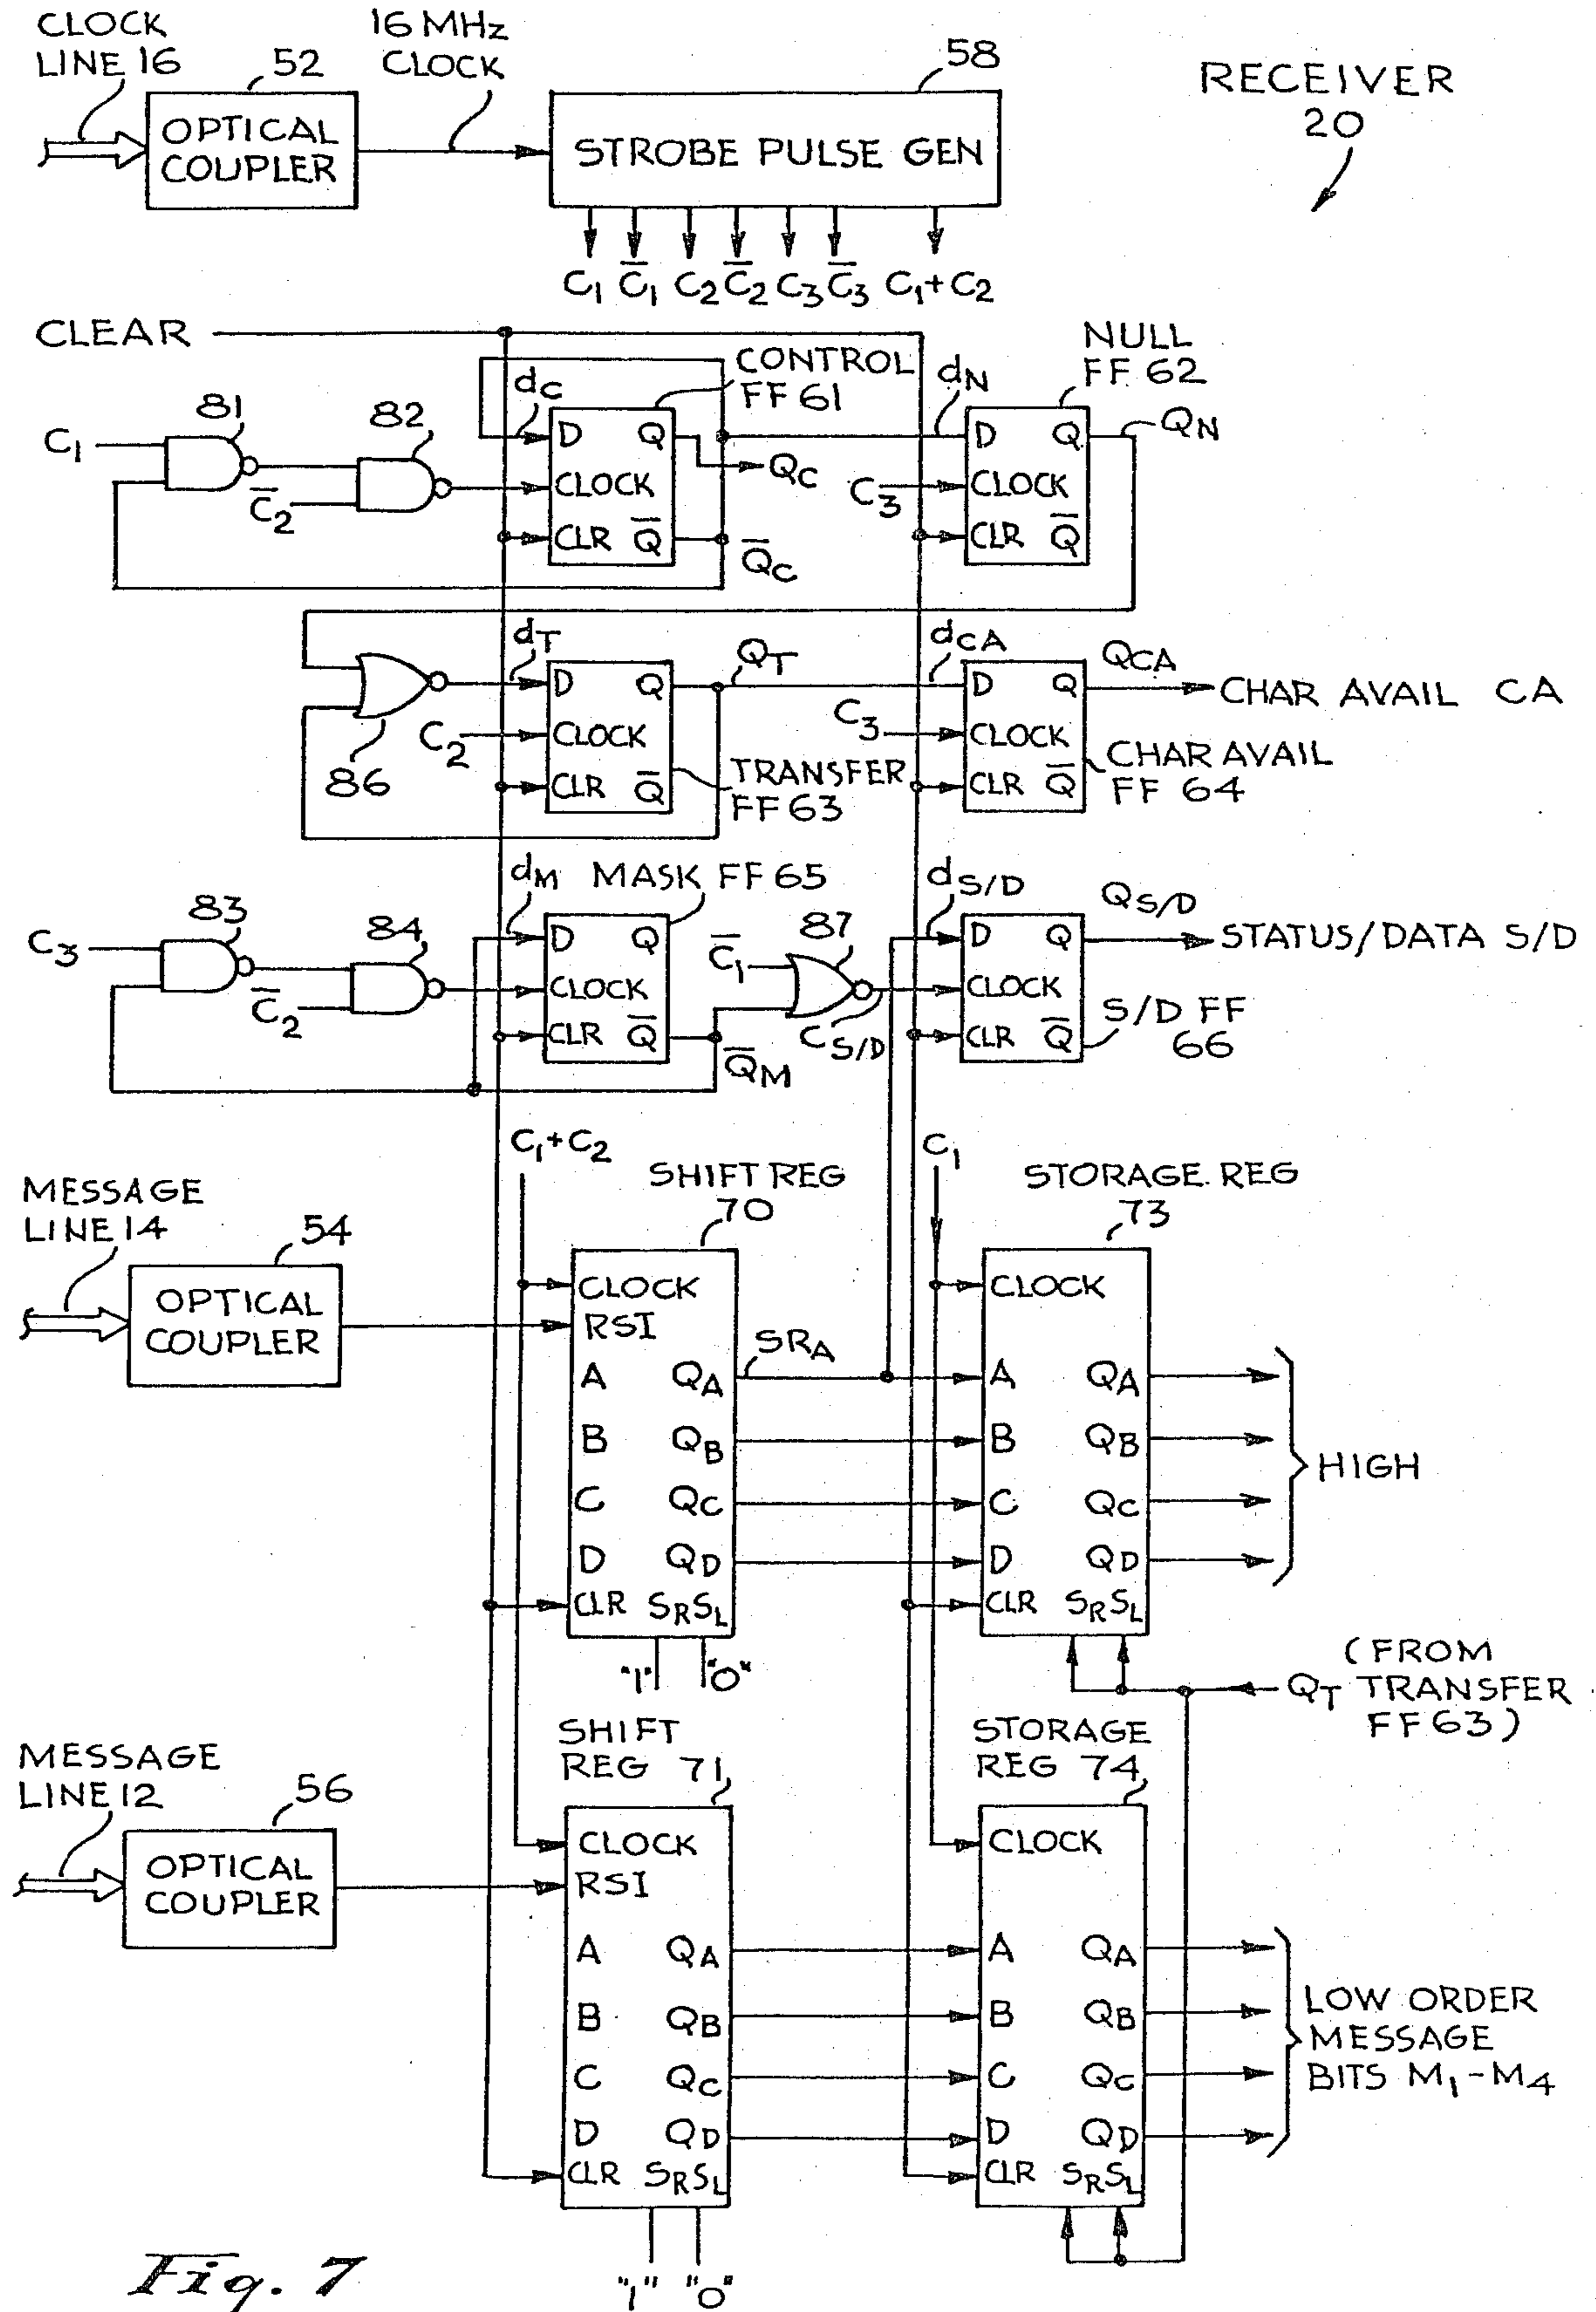 CLOCK
LINE 16
52
16 MHz
CLOCK
58
RECEIVER
20
OPTICAL
COUPLER
STROBE PULSE GEN
C1 C̅1 C2 C̅2 C3 C̅3 C1+C2
CLEAR
CONTROL
FF 61
NULL
FF 62
dC
dN
81
82
C1
C̅2
D Q
CLOCK
CLR Q̅
QC
Q̅C
C3
D Q
CLOCK
CLR Q̅
QN
dT
QT
dCA
QCA
D Q
CLOCK
CLR Q̅
C2
86
TRANSFER
FF 63
C3
D Q
CLOCK
CLR Q̅
CHAR AVAIL CA
CHAR AVAIL
FF 64
dM
MASK FF 65
dS/D
QS/D
83
84
87
C3
C̅2
D Q
CLOCK
CLR Q̅
C̅1
Q̅M
CS/D
D Q
CLOCK
CLR Q̅
STATUS/DATA S/D
S/D FF
66
C1+C2
C1
MESSAGE
LINE 14
54
SHIFT REG
70
STORAGE REG
73
OPTICAL
COUPLER
CLOCK
RSI
A QA
B QB
C QC
D QD
CLR SR SL
"1" "0"
SRA
CLOCK
A QA
B QB
C QC
D QD
CLR SR SL
HIGH
(FROM
QT TRANSFER
FF 63)
MESSAGE
LINE 12
56
SHIFT
REG 71
STORAGE
REG 74
OPTICAL
COUPLER
CLOCK
RSI
A QA
B QB
C QC
D QD
CLR SR SL
"1" "0"
CLOCK
A QA
B QB
C QC
D QD
CLR SR SL
LOW ORDER
MESSAGE
BITS M1-M4
Fig. 7